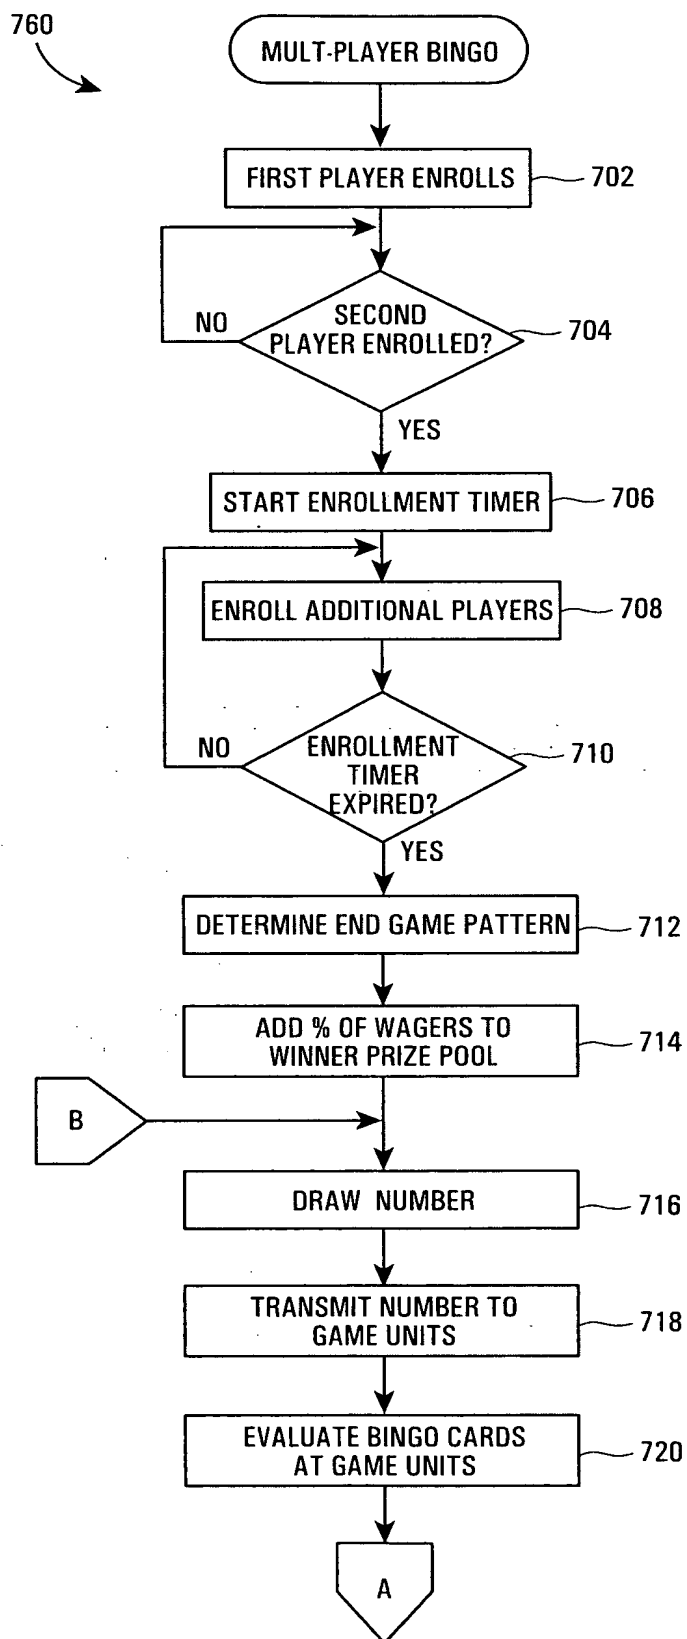 760
MULT-PLAYER BINGO
FIRST PLAYER ENROLLS
702
SECOND
PLAYER ENROLLED?
704
NO
YES
START ENROLLMENT TIMER
706
ENROLL ADDITIONAL PLAYERS
708
ENROLLMENT
TIMER
EXPIRED?
710
NO
YES
DETERMINE END GAME PATTERN
712
ADD % OF WAGERS TO
WINNER PRIZE POOL
714
B
DRAW NUMBER
716
TRANSMIT NUMBER TO
GAME UNITS
718
EVALUATE BINGO CARDS
AT GAME UNITS
720
A